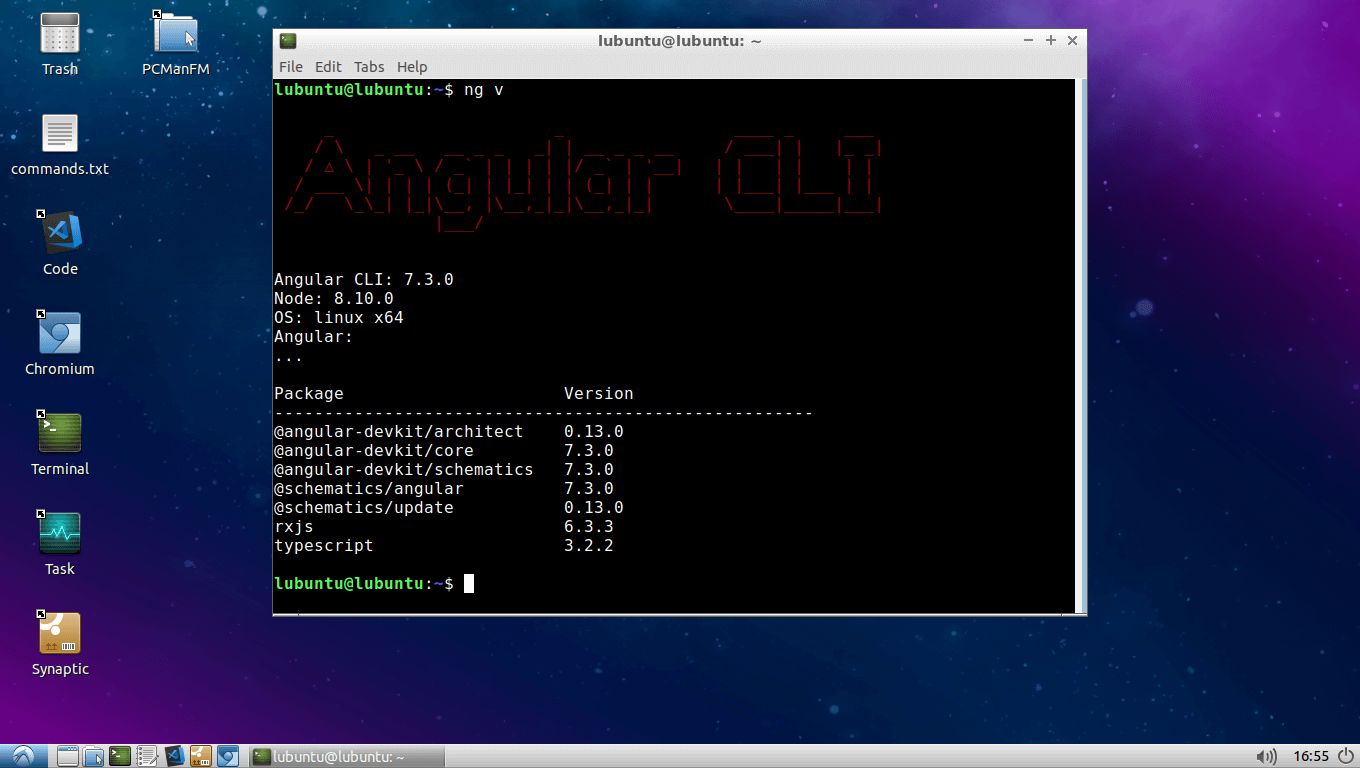 Trash
PCManFM
commands.txt
Code
Chromium
Terminal
Task
Synaptic
lubuntu@lubuntu: ~
File Edit Tabs Help
lubuntu@lubuntu:~$ ng v
Angular CLI
Angular CLI: 7.3.0
Node: 8.10.0
OS: linux x64
Angular:
...
Package Version
------------------------------------------------------
@angular-devkit/architect 0.13.0
@angular-devkit/core 7.3.0
@angular-devkit/schematics 7.3.0
@schematics/angular 7.3.0
@schematics/update 0.13.0
rxjs 6.3.3
typescript 3.2.2
lubuntu@lubuntu:~$
lubuntu@lubuntu: ~
16:55